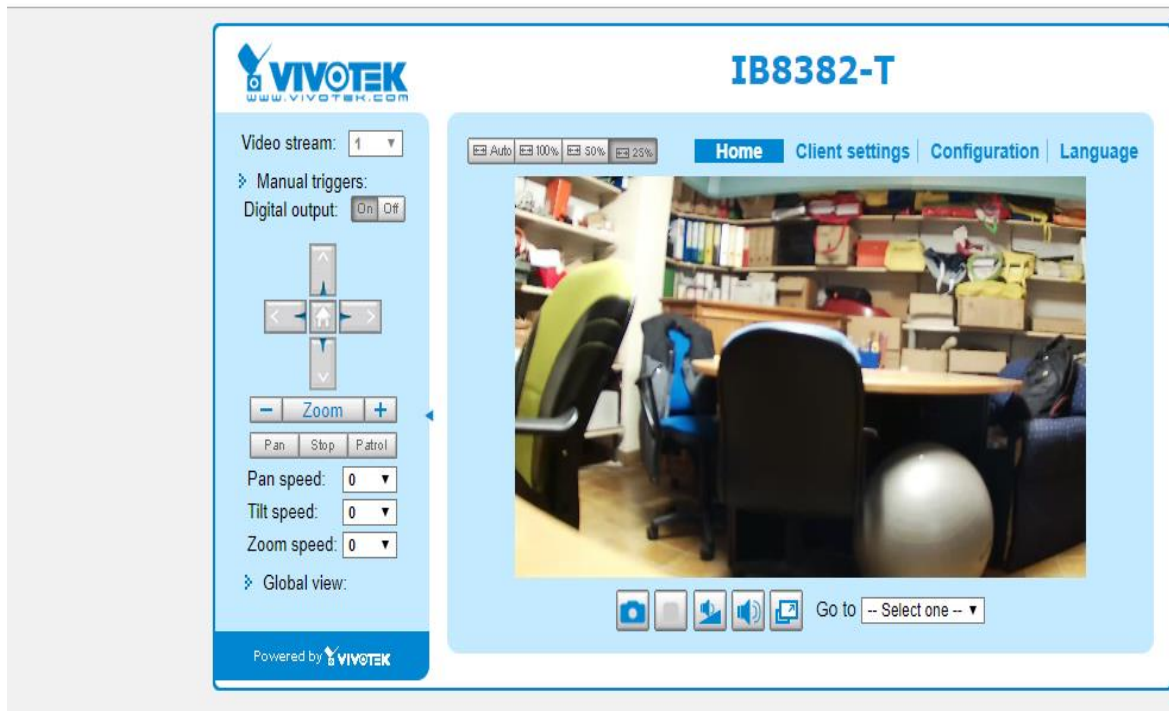 VIVOTEK
www.vivotek.com
IB8382-T
Video stream: 1
Manual triggers:
Digital output: On Off
Zoom
Pan Stop Patrol
Pan speed: 0
Tilt speed: 0
Zoom speed: 0
Global view:
Powered by VIVOTEK
Auto 100% 50% 25%
Home Client settings Configuration Language
Go to -- Select one --